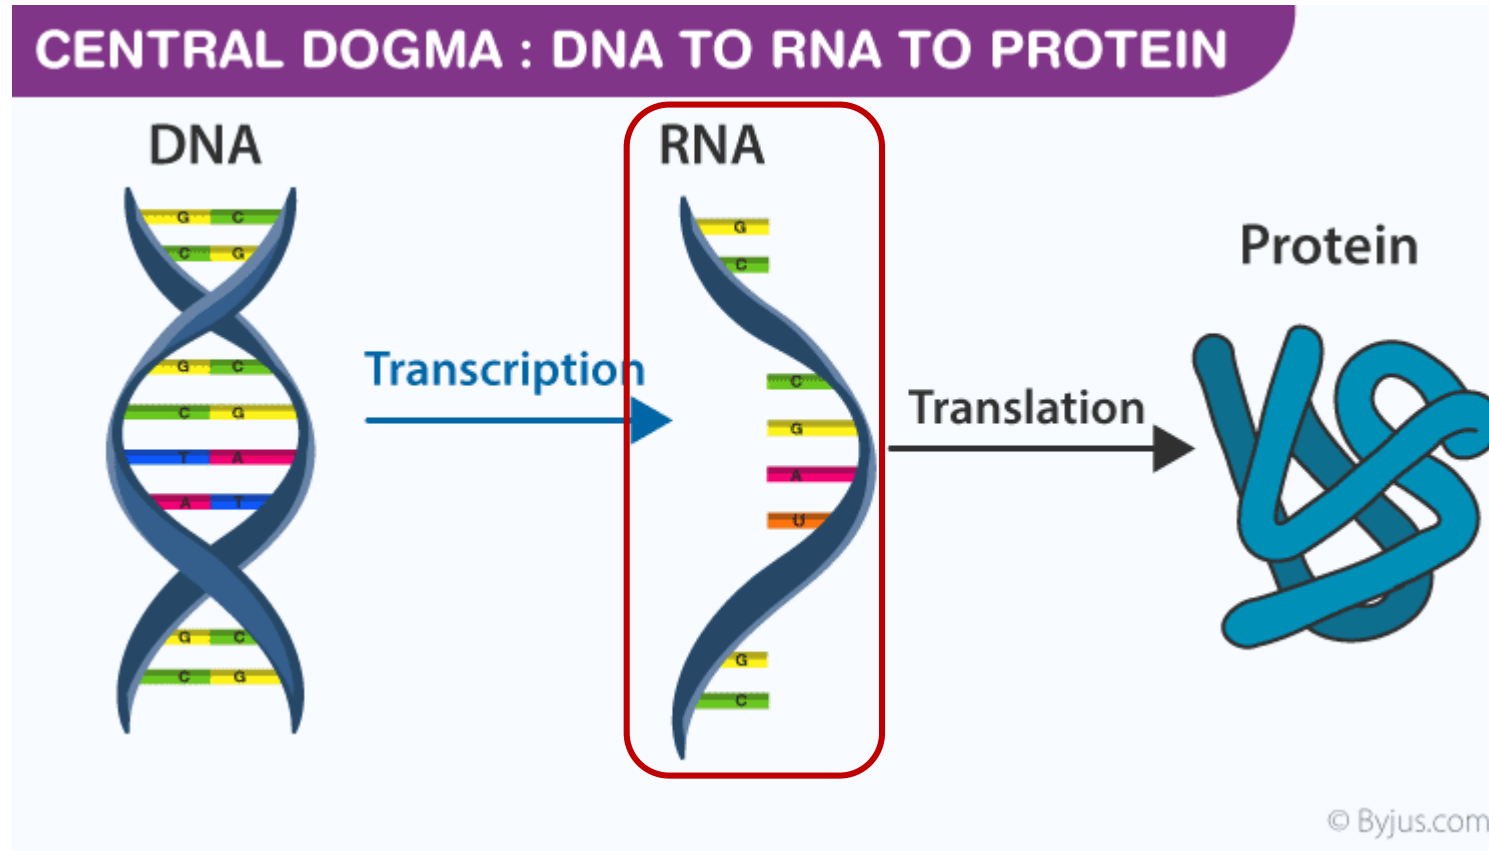 CENTRAL DOGMA : DNA TO RNA TO PROTEIN
DNA
RNA
Protein
Transcription
Translation
G C
C G
G C
C G
T A
A T
G C
C G
G
C
C
G
A
U
G
C
© Byjus.com